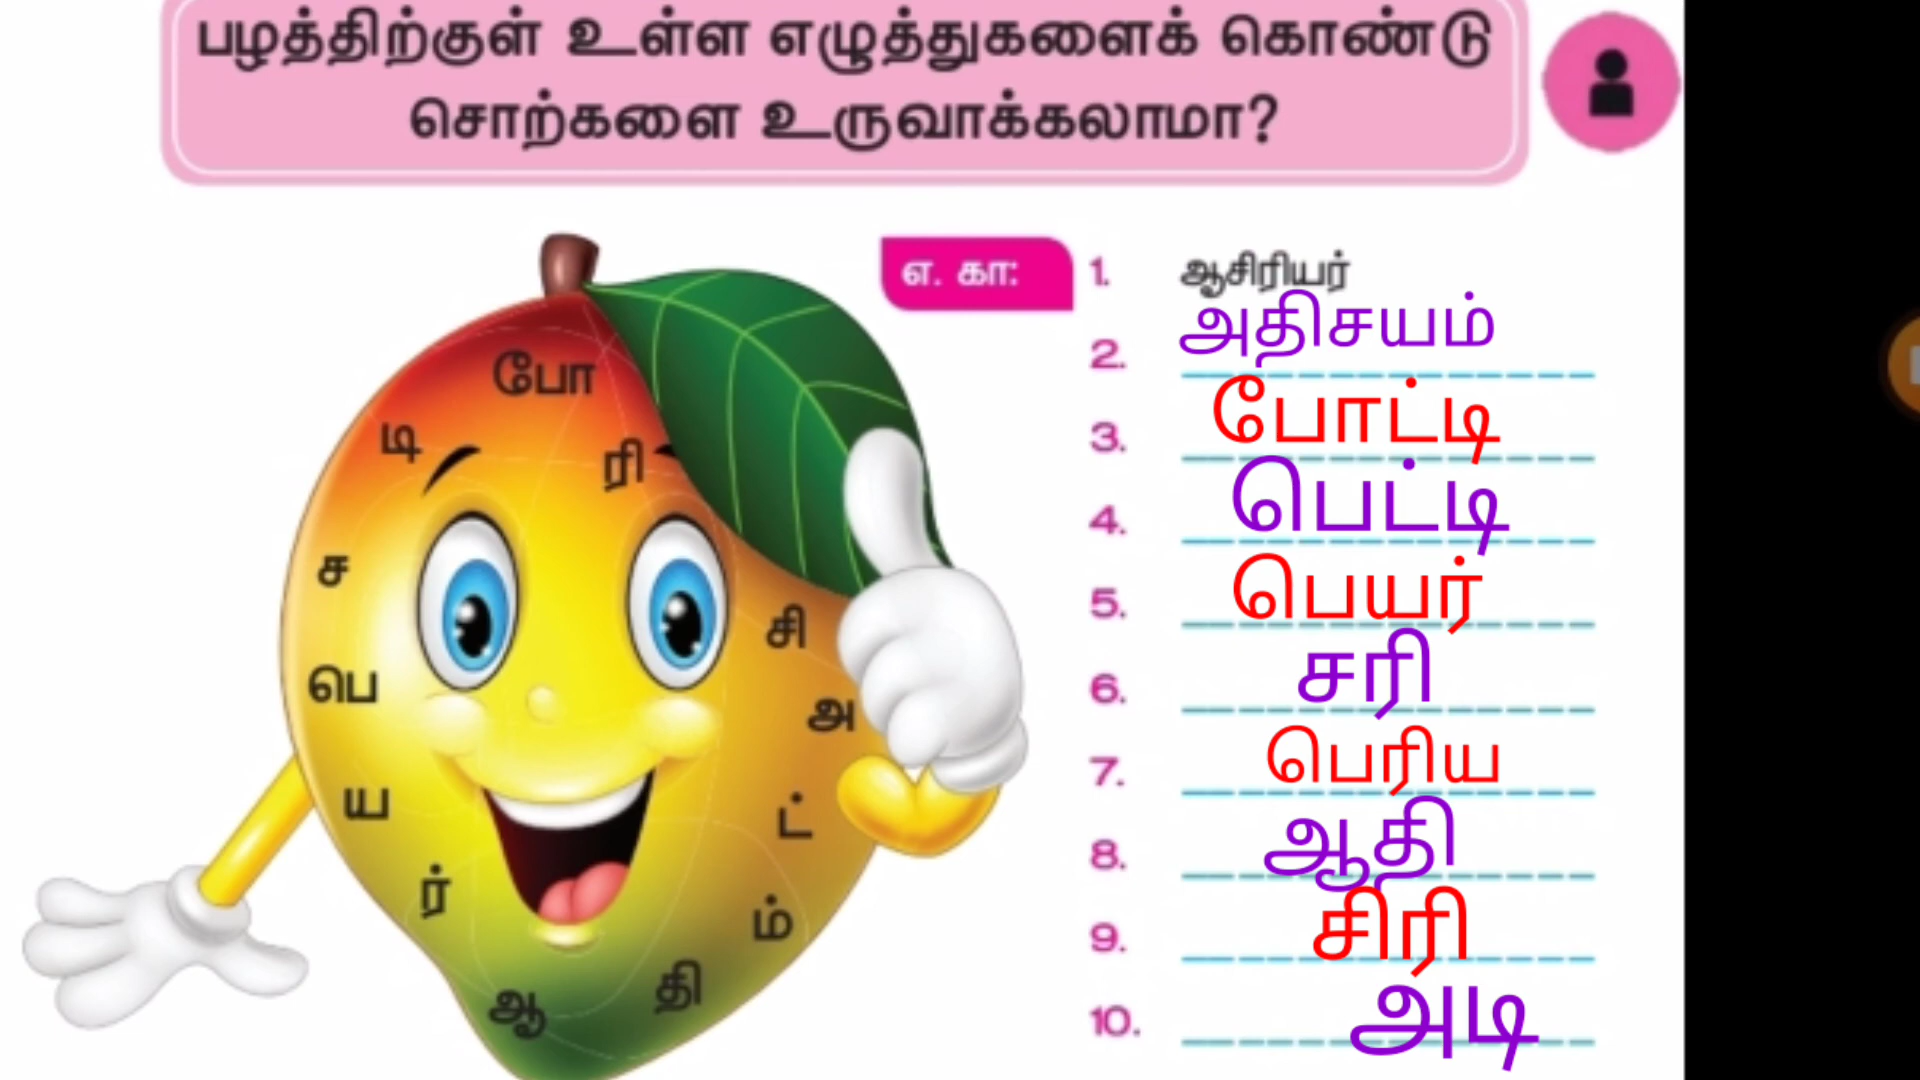 பழத்திற்குள் உள்ள எழுத்துகளைக் கொண்டு
சொற்களை உருவாக்கலாமா?
எ. கா:
1. ஆசிரியர்
2. அதிசயம்
3. போட்டி
4. பெட்டி
5. பெயர்
6. சரி
7. பெரிய
8. ஆதி
9. சிரி
10. அடி
போ
டி
ரி
ச
சி
பெ
அ
ய
ட்
ர்
ம்
ஆ
தி